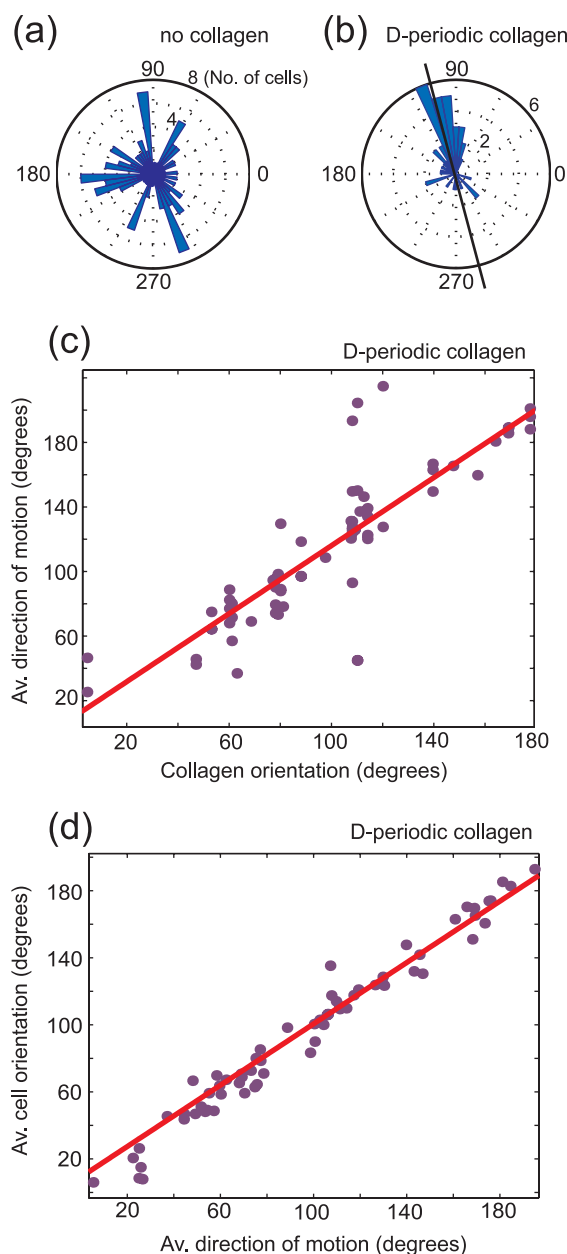 (a) (b)
no collagen D-periodic collagen
90 8 (No. of cells) 90
4 6
2
180 0 180 0
270 270
(c)
D-periodic collagen
Av. direction of motion (degrees)
180
140
100
60
20
20 60 100 140 180
Collagen orientation (degrees)
(d)
D-periodic collagen
Av. cell orientation (degrees)
180
140
100
60
20
20 60 100 140 180
Av. direction of motion (degrees)